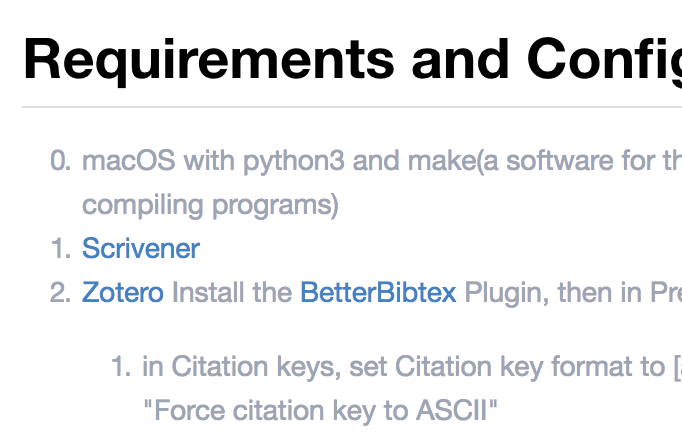 Requirements and Config
0. macOS with python3 and make(a software for th
compiling programs)
1. Scrivener
2. Zotero Install the BetterBibtex Plugin, then in Pre
1. in Citation keys, set Citation key format to [a
"Force citation key to ASCII"